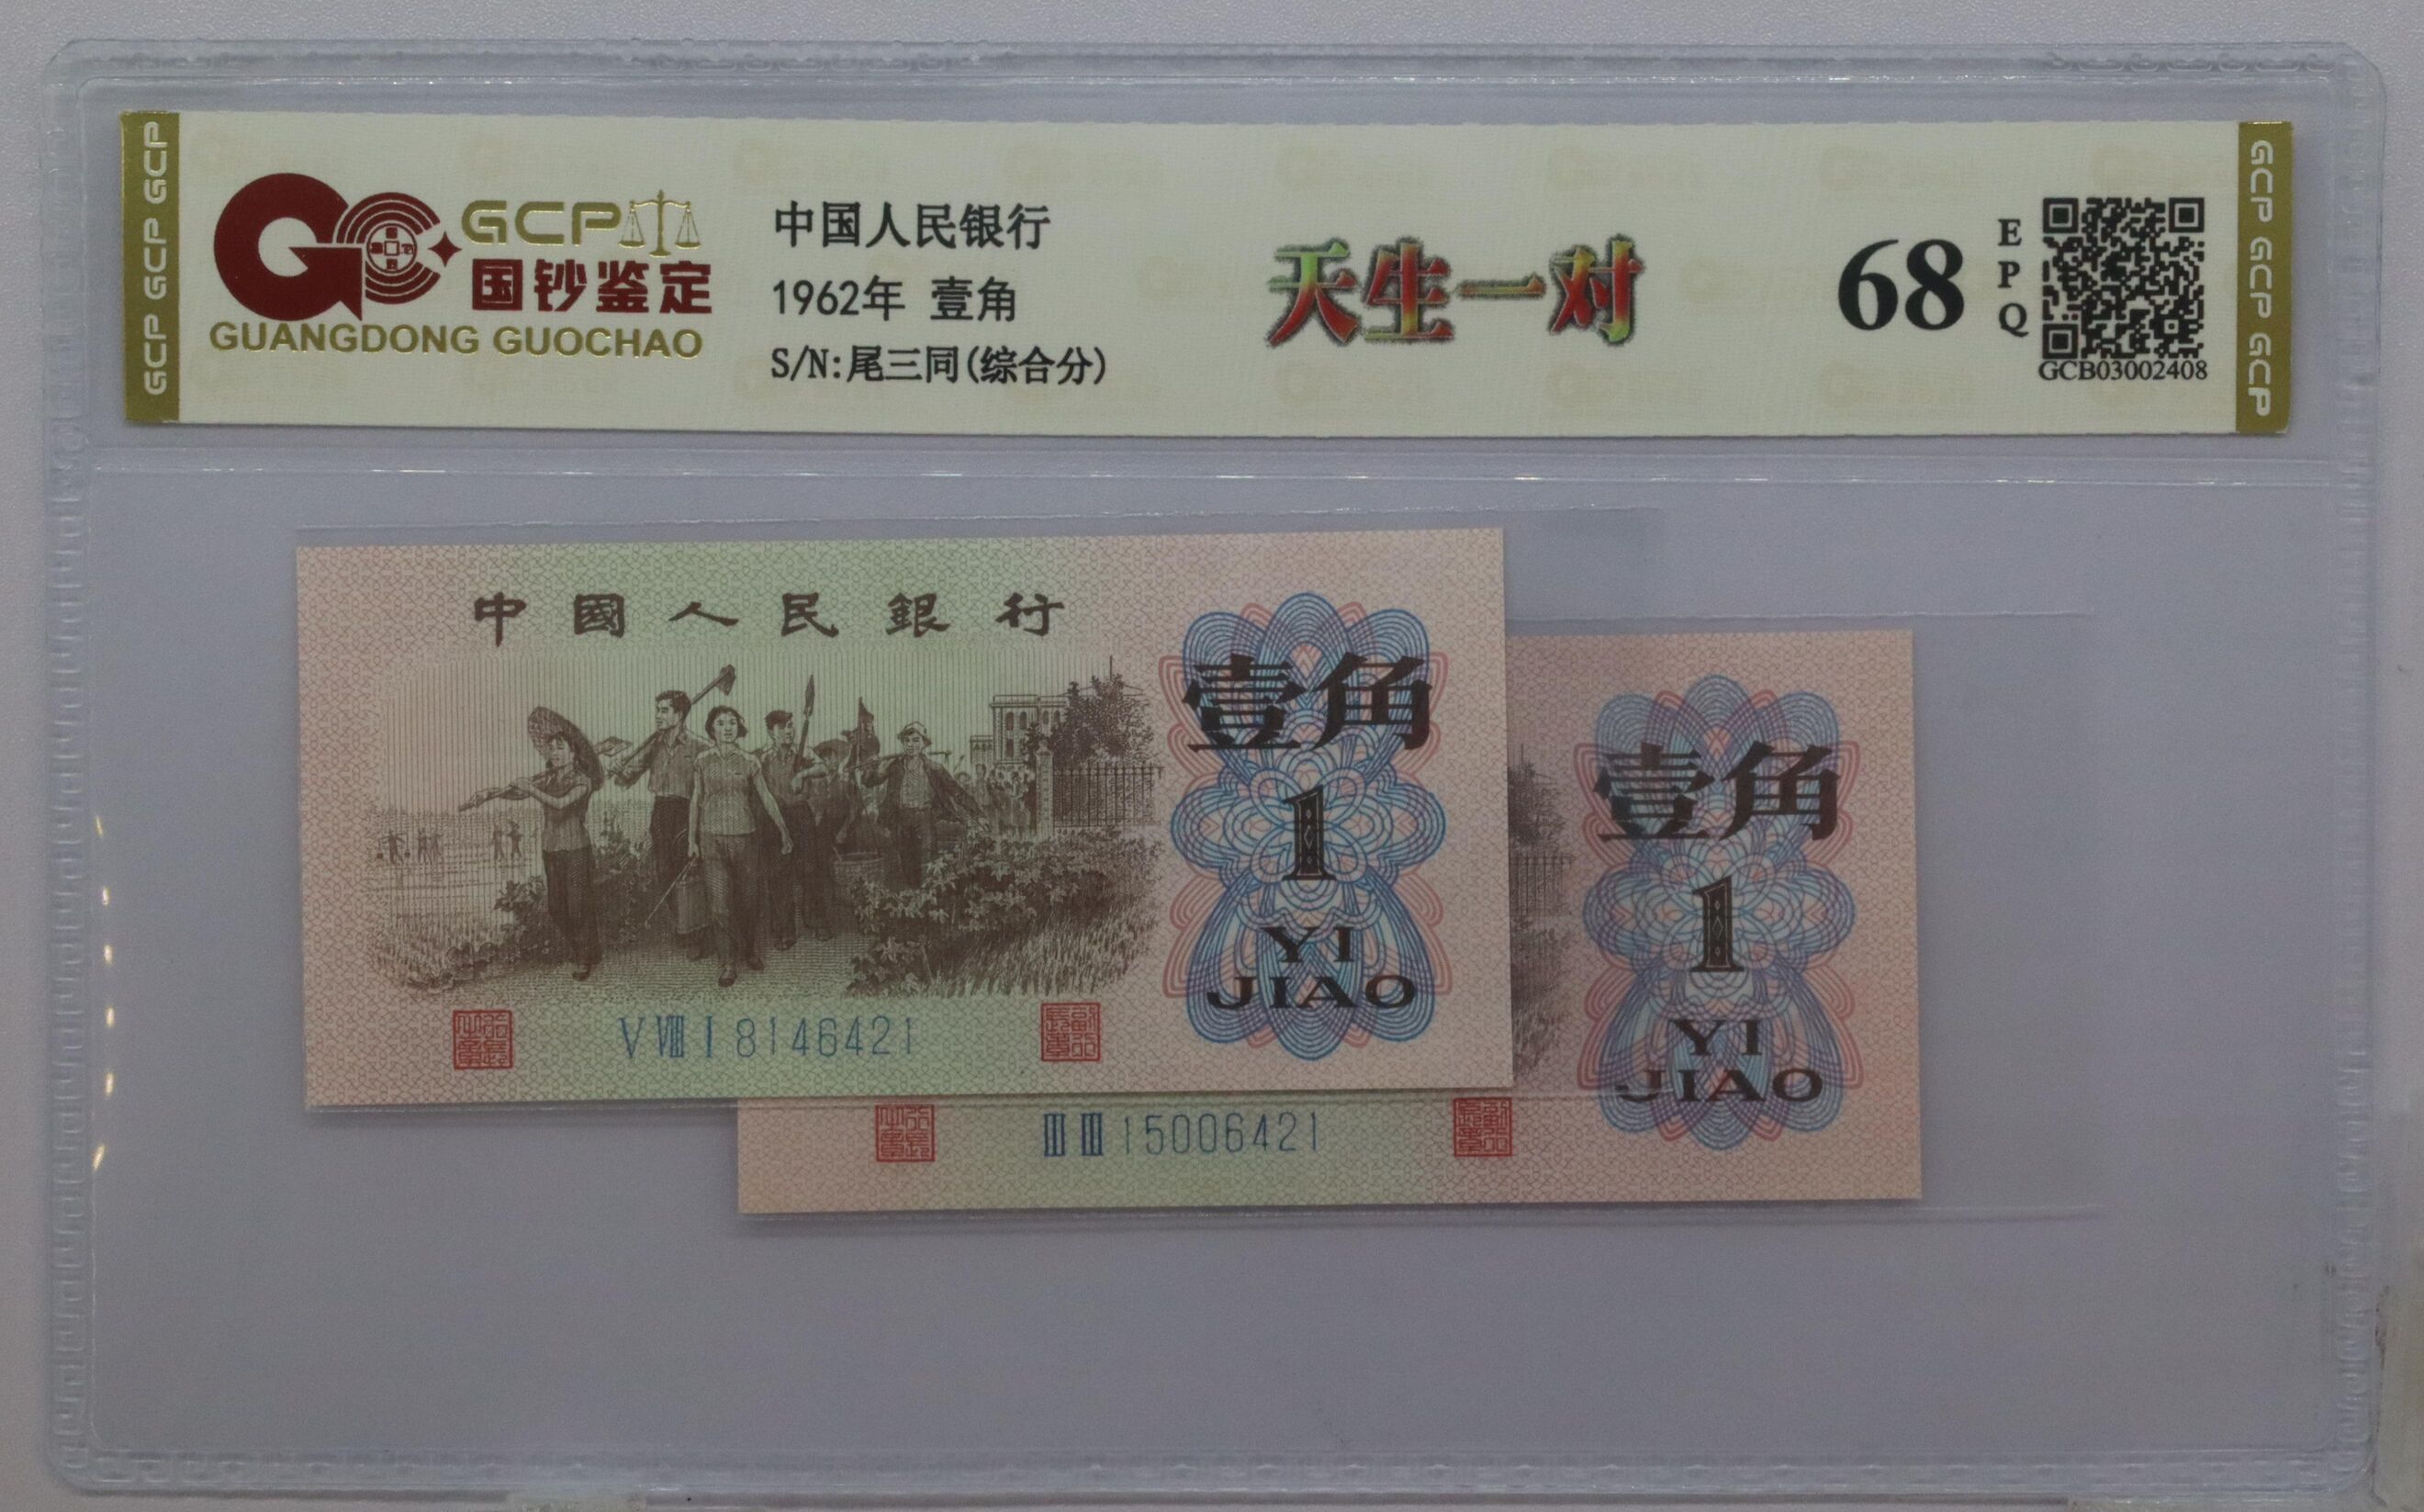 GCP GCP GCP
GCP
国钞鉴定
GUANGDONG GUOCHAO
中国人民银行
1962年 壹角
S/N:尾三同(综合分)
天生一对
68
EPQ
GCB03002408
GCP GCP GCP
中國人民銀行
壹角
1
YI
JIAO
V VIII I 8146421
壹角
1
YI
JIAO
III III 15006421